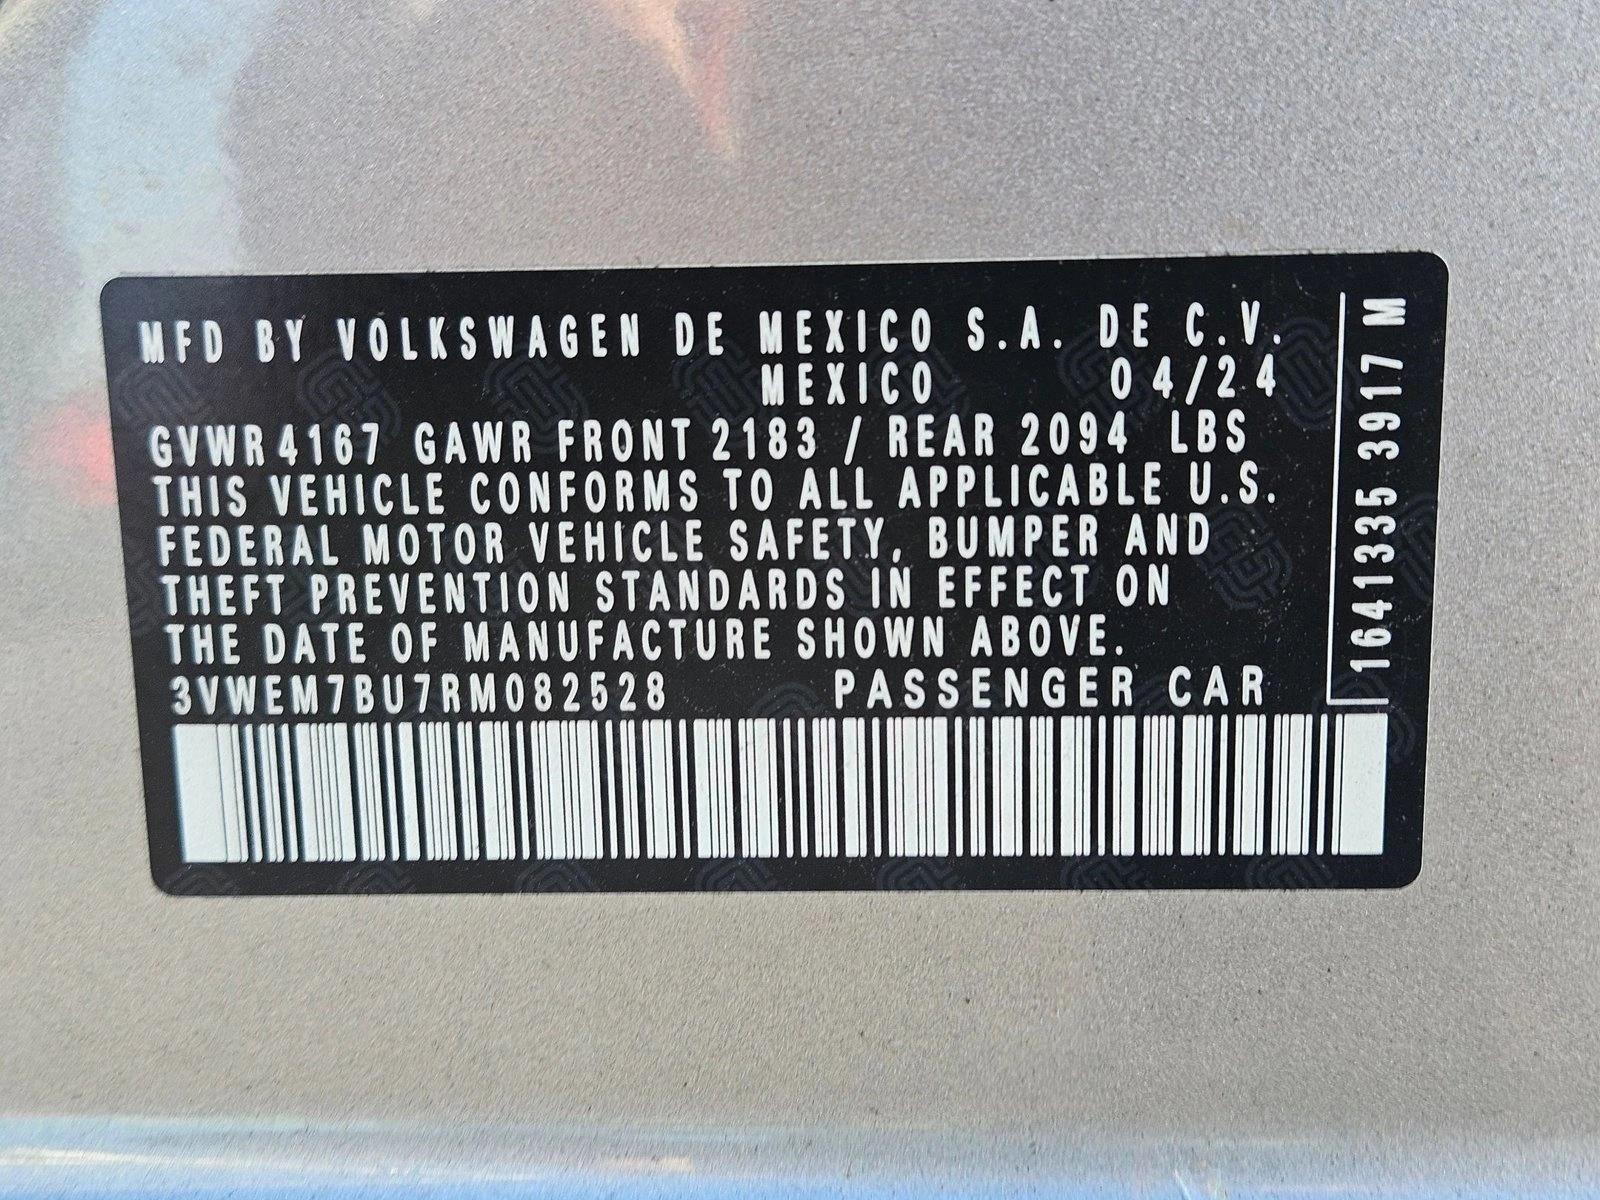 MFD BY VOLKSWAGEN DE MEXICO S.A. DE C.V.
MEXICO 04/24
GVWR 4167 GAWR FRONT 2183 / REAR 2094 LBS
THIS VEHICLE CONFORMS TO ALL APPLICABLE U.S.
FEDERAL MOTOR VEHICLE SAFETY, BUMPER AND
THEFT PREVENTION STANDARDS IN EFFECT ON
THE DATE OF MANUFACTURE SHOWN ABOVE.
3VWEM7BU7RM082528 PASSENGER CAR
1641335 3917 M